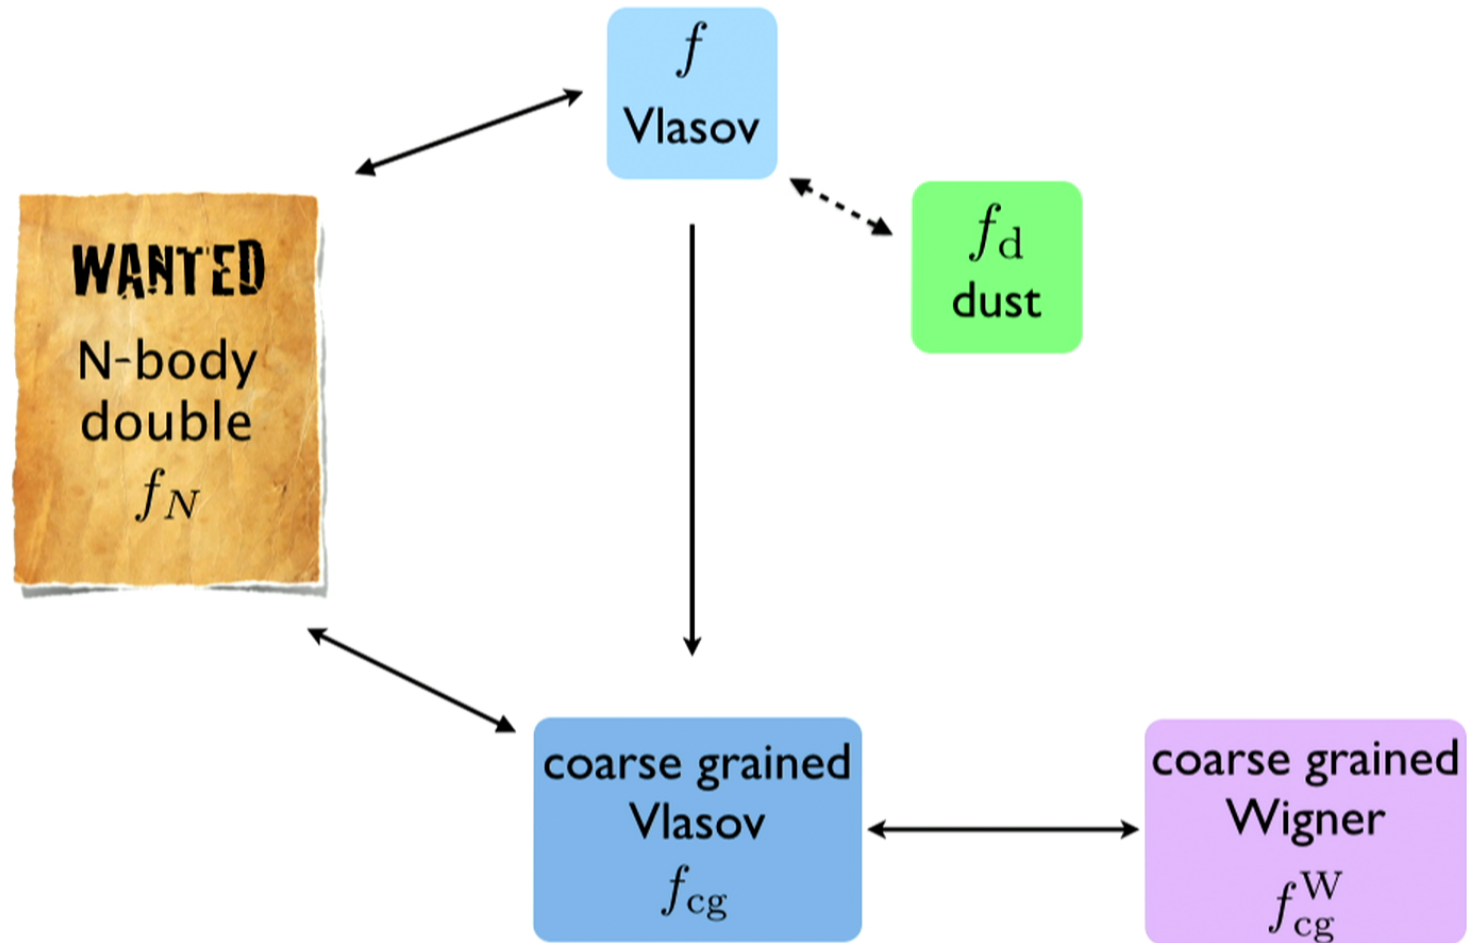 f
Vlasov
f_d
dust
WANTED
N-body
double
f_N
coarse grained
Vlasov
f_cg
coarse grained
Wigner
f_cg^W